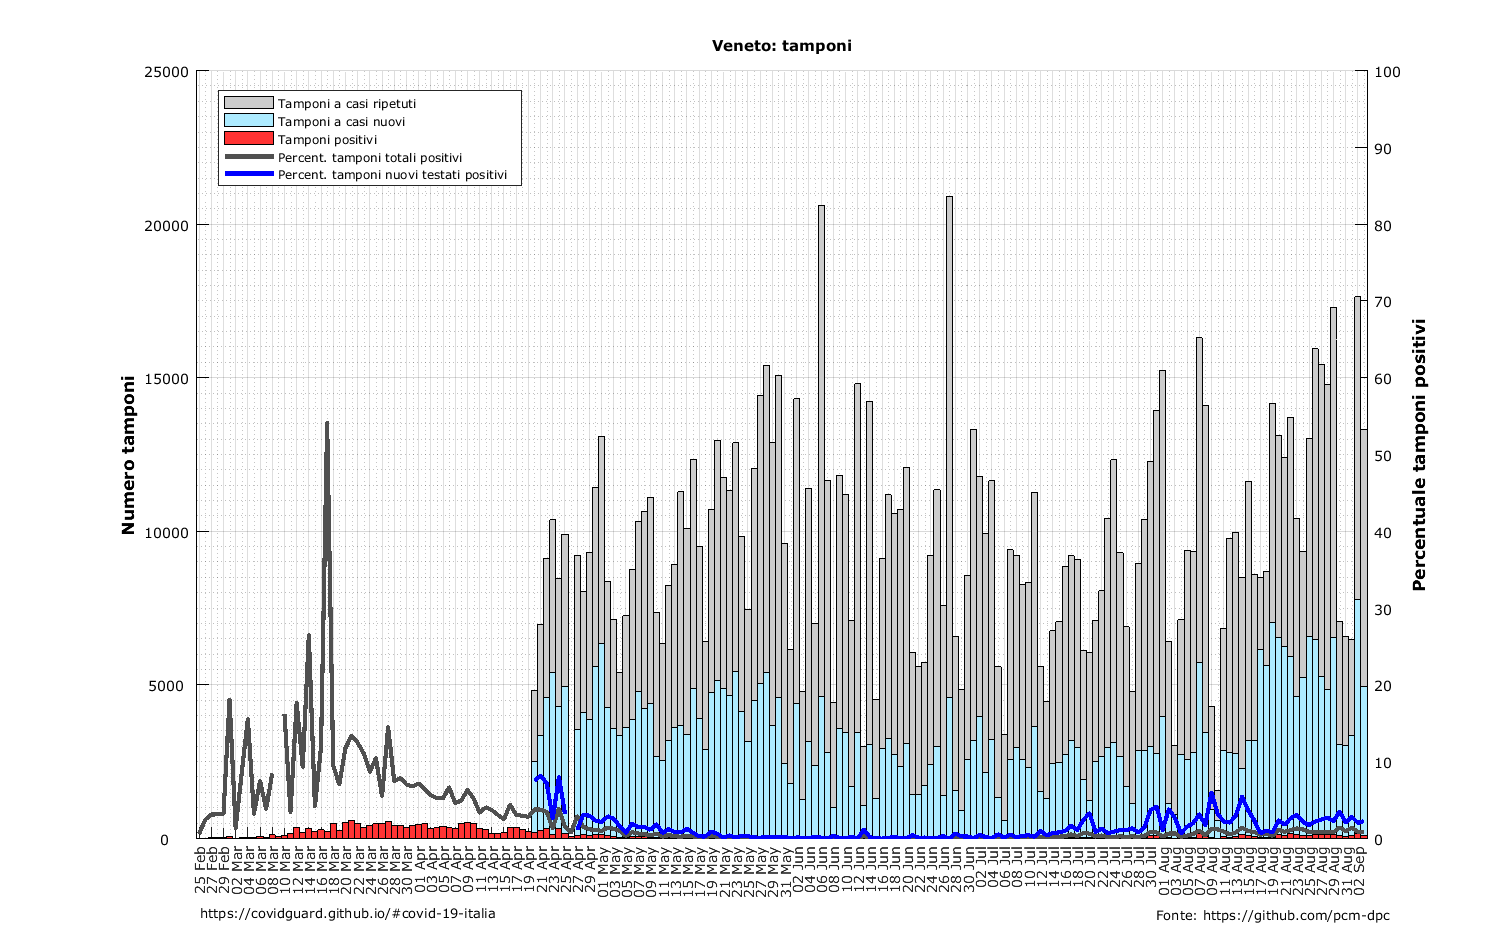 Veneto: tamponi
Tamponi a casi ripetuti
Tamponi a casi nuovi
Tamponi positivi
Percent. tamponi totali positivi
Percent. tamponi nuovi testati positivi
Numero tamponi
25000
20000
15000
10000
5000
0
100
90
80
70
60
50
40
30
20
10
0
Percentuale tamponi positivi
25 Feb
27 Feb
29 Feb
02 Mar
04 Mar
06 Mar
08 Mar
10 Mar
12 Mar
14 Mar
16 Mar
18 Mar
20 Mar
22 Mar
24 Mar
26 Mar
28 Mar
30 Mar
01 Apr
03 Apr
05 Apr
07 Apr
09 Apr
11 Apr
13 Apr
15 Apr
17 Apr
19 Apr
21 Apr
23 Apr
25 Apr
27 Apr
29 Apr
01 May
03 May
05 May
07 May
09 May
11 May
13 May
15 May
17 May
19 May
21 May
23 May
25 May
27 May
29 May
31 May
02 Jun
04 Jun
06 Jun
08 Jun
10 Jun
12 Jun
14 Jun
16 Jun
18 Jun
20 Jun
22 Jun
24 Jun
26 Jun
28 Jun
30 Jun
02 Jul
04 Jul
06 Jul
08 Jul
10 Jul
12 Jul
14 Jul
16 Jul
18 Jul
20 Jul
22 Jul
24 Jul
26 Jul
28 Jul
30 Jul
01 Aug
03 Aug
05 Aug
07 Aug
09 Aug
11 Aug
13 Aug
15 Aug
17 Aug
19 Aug
21 Aug
23 Aug
25 Aug
27 Aug
29 Aug
31 Aug
02 Sep
https://covidguard.github.io/#covid-19-italia
Fonte: https://github.com/pcm-dpc